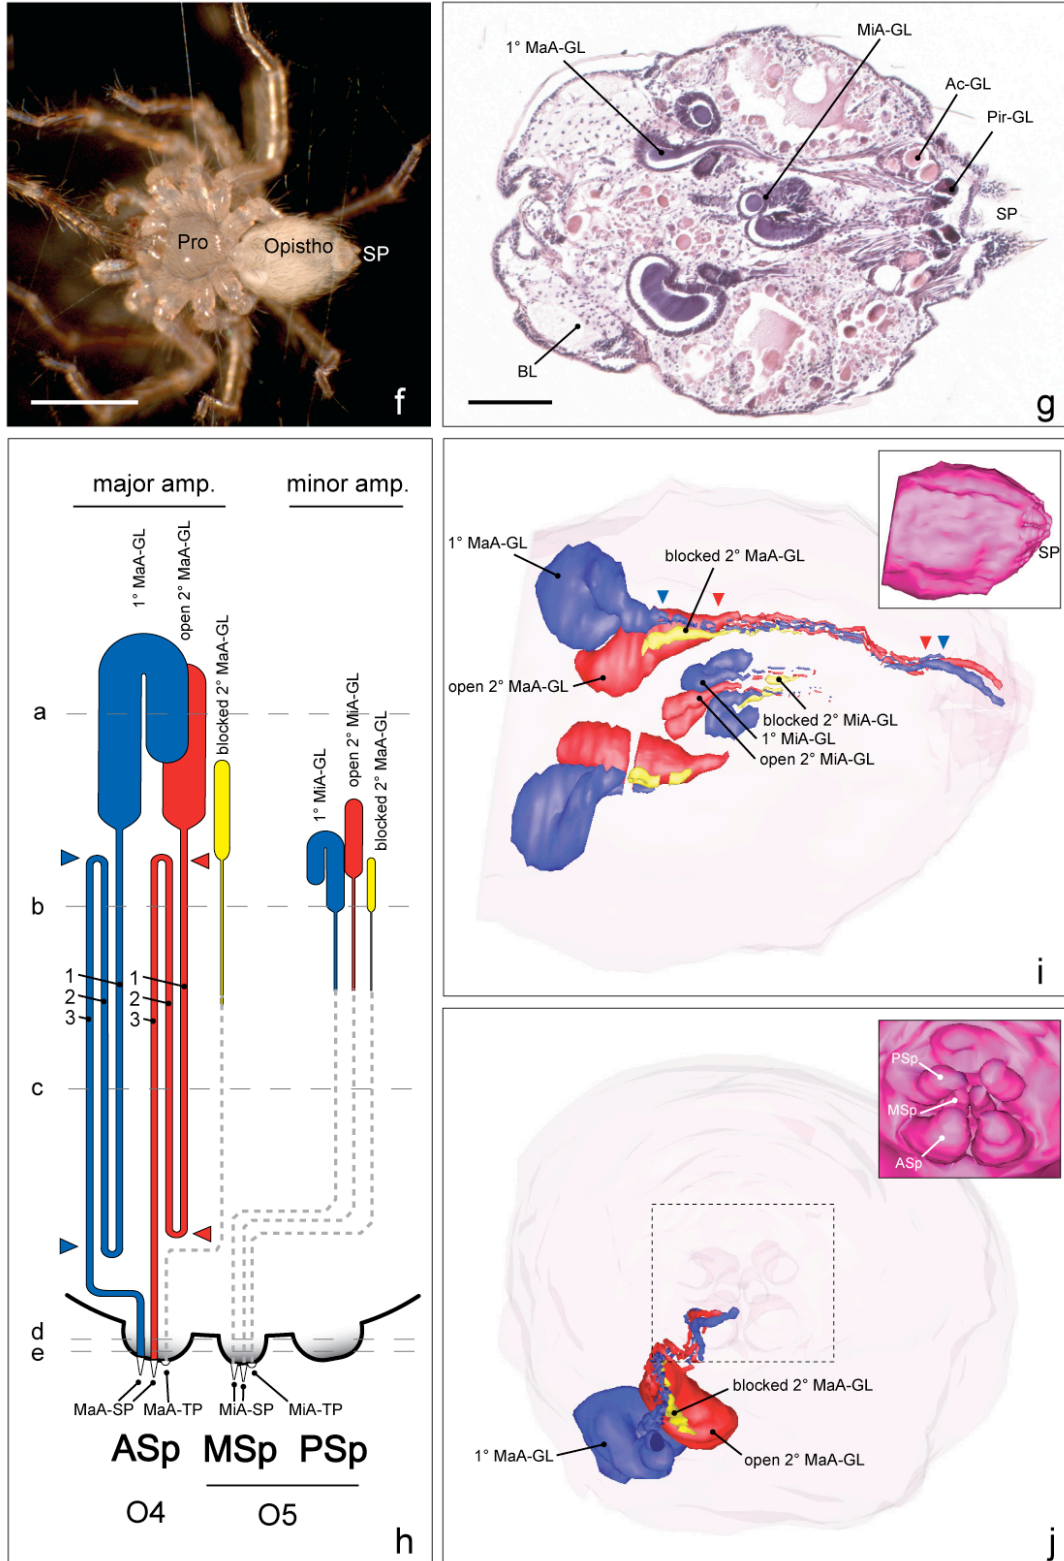 Pro
Opistho
SP
f
1° MaA-GL
MiA-GL
Ac-GL
Pir-GL
SP
BL
g
major amp.
minor amp.
1° MaA-GL
open 2° MaA-GL
blocked 2° MaA-GL
1° MiA-GL
open 2° MiA-GL
blocked 2° MaA-GL
a
b
1
2
3
1
2
3
c
d
e
MaA-SP
MaA-TP
MiA-SP
MiA-TP
ASp
MSp
PSp
O4
O5
h
1° MaA-GL
blocked 2° MaA-GL
SP
open 2° MaA-GL
blocked 2° MiA-GL
1° MiA-GL
open 2° MiA-GL
i
PSp
MSp
ASp
blocked 2° MaA-GL
1° MaA-GL
open 2° MaA-GL
j